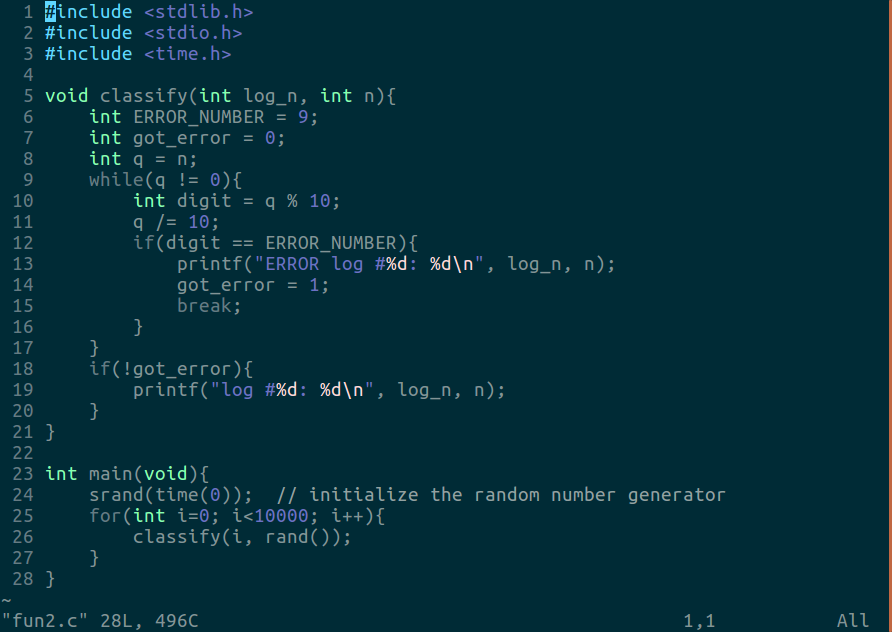 1 #include <stdlib.h>
2 #include <stdio.h>
3 #include <time.h>
4
5 void classify(int log_n, int n){
6     int ERROR_NUMBER = 9;
7     int got_error = 0;
8     int q = n;
9     while(q != 0){
10         int digit = q % 10;
11         q /= 10;
12         if(digit == ERROR_NUMBER){
13             printf("ERROR log #%d: %d\n", log_n, n);
14             got_error = 1;
15             break;
16         }
17     }
18     if(!got_error){
19         printf("log #%d: %d\n", log_n, n);
20     }
21 }
22
23 int main(void){
24     srand(time(0));  // initialize the random number generator
25     for(int i=0; i<10000; i++){
26         classify(i, rand());
27     }
28 }
~
"fun2.c" 28L, 496C 1,1 All